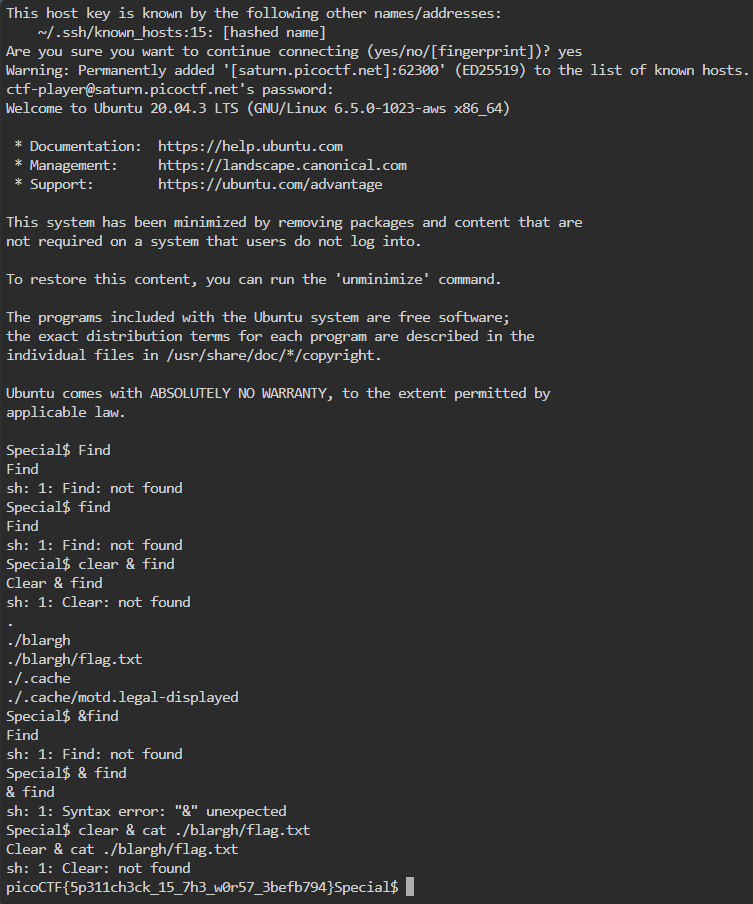 This host key is known by the following other names/addresses:
    ~/.ssh/known_hosts:15: [hashed name]
Are you sure you want to continue connecting (yes/no/[fingerprint])? yes
Warning: Permanently added '[saturn.picoctf.net]:62300' (ED25519) to the list of known hosts.
ctf-player@saturn.picoctf.net's password:
Welcome to Ubuntu 20.04.3 LTS (GNU/Linux 6.5.0-1023-aws x86_64)

 * Documentation:  https://help.ubuntu.com
 * Management:     https://landscape.canonical.com
 * Support:        https://ubuntu.com/advantage

This system has been minimized by removing packages and content that are
not required on a system that users do not log into.

To restore this content, you can run the 'unminimize' command.

The programs included with the Ubuntu system are free software;
the exact distribution terms for each program are described in the
individual files in /usr/share/doc/*/copyright.

Ubuntu comes with ABSOLUTELY NO WARRANTY, to the extent permitted by
applicable law.

Special$ Find
Find
sh: 1: Find: not found
Special$ find
Find
sh: 1: Find: not found
Special$ clear & find
Clear & find
sh: 1: Clear: not found
.
./blargh
./blargh/flag.txt
./.cache
./.cache/motd.legal-displayed
Special$ &find
Find
sh: 1: Find: not found
Special$ & find
& find
sh: 1: Syntax error: "&" unexpected
Special$ clear & cat ./blargh/flag.txt
Clear & cat ./blargh/flag.txt
sh: 1: Clear: not found
picoCTF{5p311ch3ck_15_7h3_w0r57_3befb794}Special$